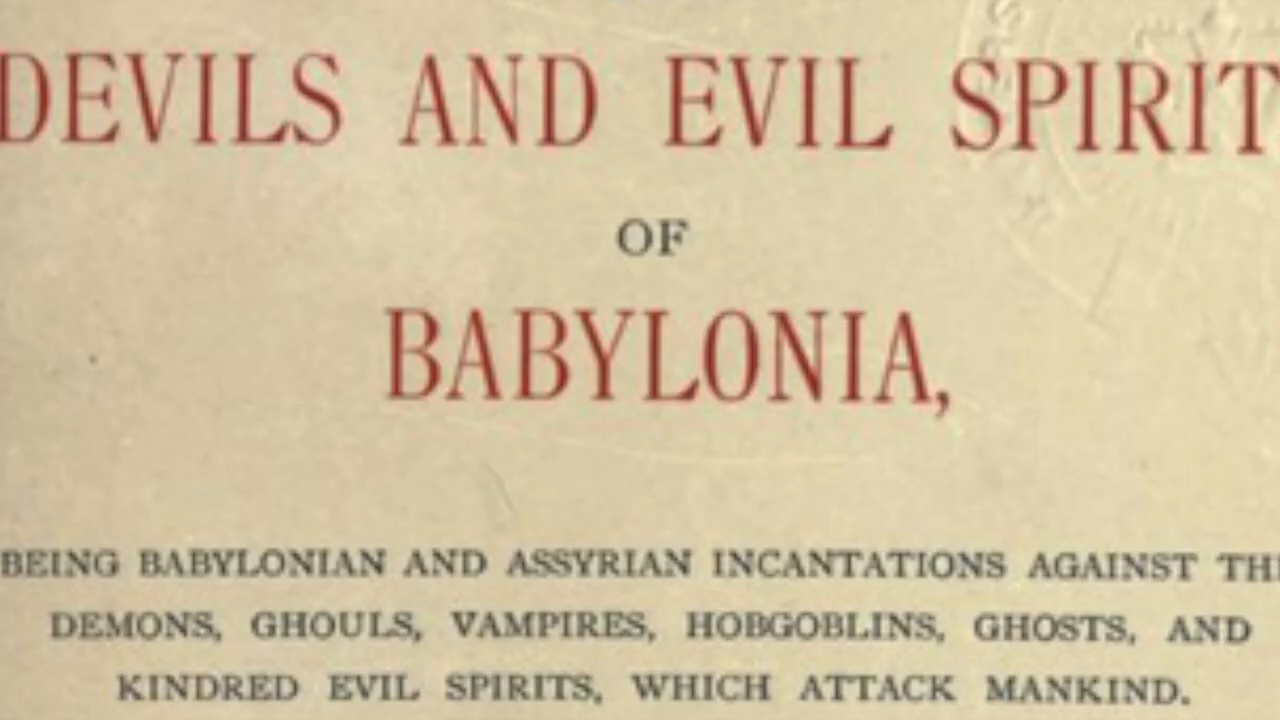 DEVILS AND EVIL SPIRIT
OF
BABYLONIA,
BEING BABYLONIAN AND ASSYRIAN INCANTATIONS AGAINST TH
DEMONS, GHOULS, VAMPIRES, HOBGOBLINS, GHOSTS, AND
KINDRED EVIL SPIRITS, WHICH ATTACK MANKIND.